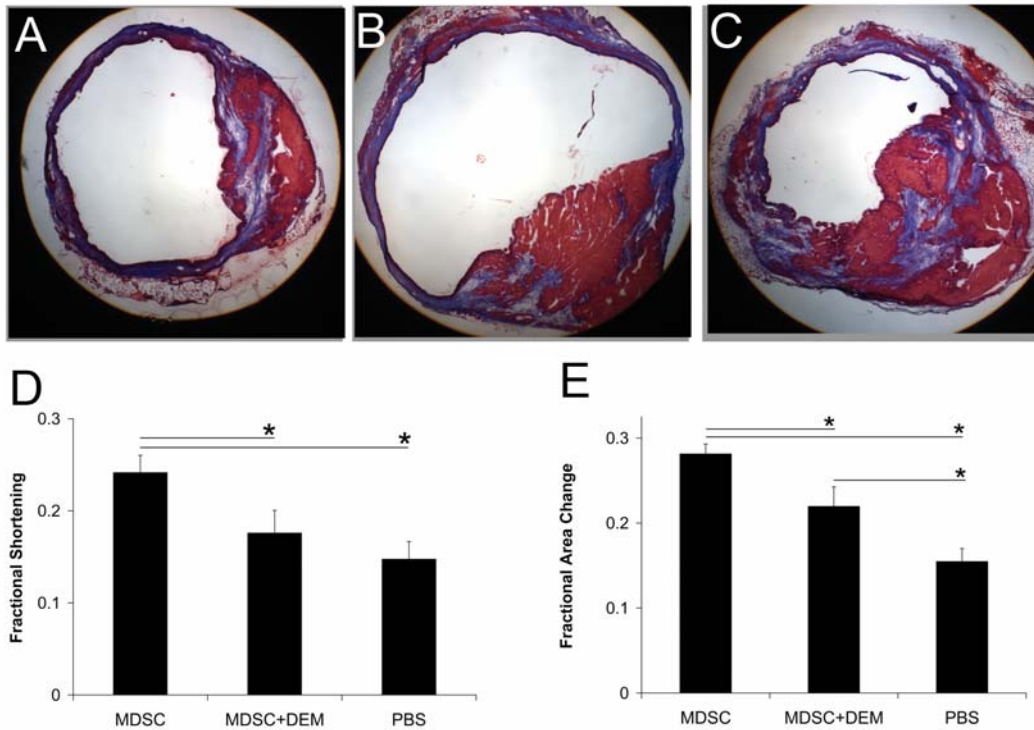 A
B
C
D
0.3
0.2
0.1
0
Fractional Shortening
*
*
MDSC
MDSC+DEM
PBS
E
0.3
0.2
0.1
0
Fractional Area Change
*
*
*
MDSC
MDSC+DEM
PBS